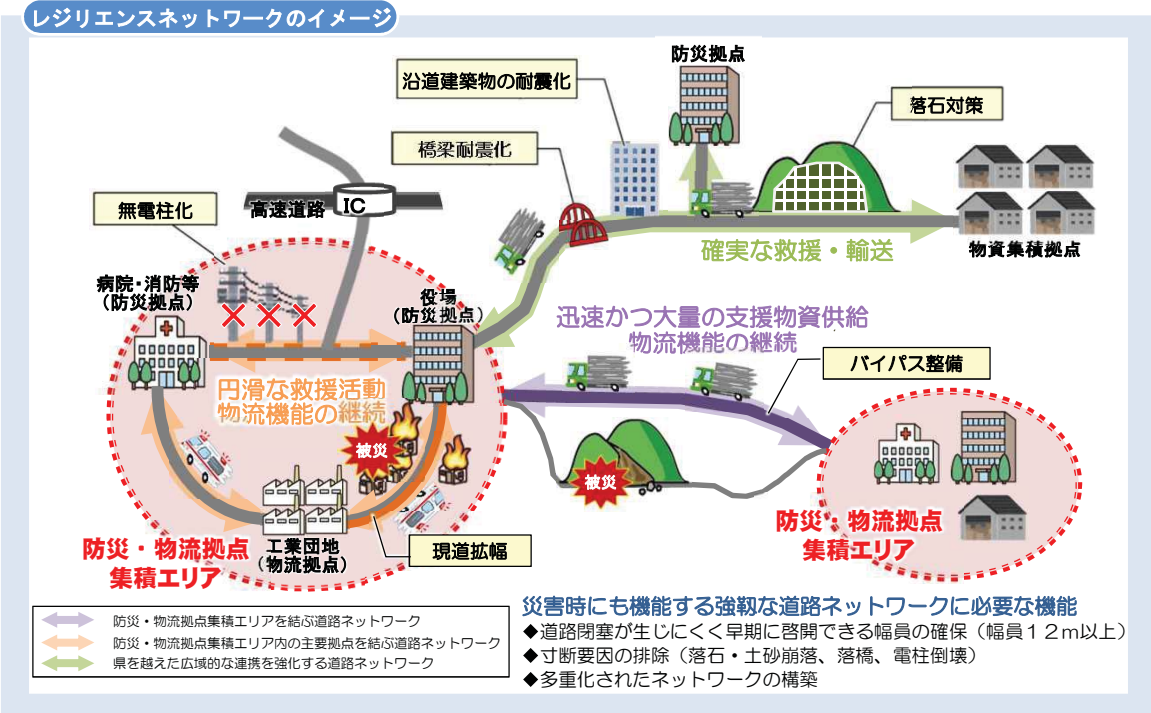 レジリエンスネットワークのイメージ
防災拠点
沿道建築物の耐震化
落石対策
橋梁耐震化
無電柱化
高速道路
IC
確実な救援・輸送
物資集積拠点
病院・消防等
（防災拠点）
役場
（防災拠点）
迅速かつ大量の支援物資供給
物流機能の継続
バイパス整備
円滑な救援活動
物流機能の継続
被災
被災
防災・物流拠点
集積エリア
工業団地
（物流拠点）
現道拡幅
防災・物流拠点
集積エリア
防災・物流拠点集積エリアを結ぶ道路ネットワーク
防災・物流拠点集積エリア内の主要拠点を結ぶ道路ネットワーク
県を越えた広域的な連携を強化する道路ネットワーク
災害時にも機能する強靱な道路ネットワークに必要な機能
◆道路閉塞が生じにくく早期に啓開できる幅員の確保（幅員１２ｍ以上）
◆寸断要因の排除（落石・土砂崩落、落橋、電柱倒壊）
◆多重化されたネットワークの構築